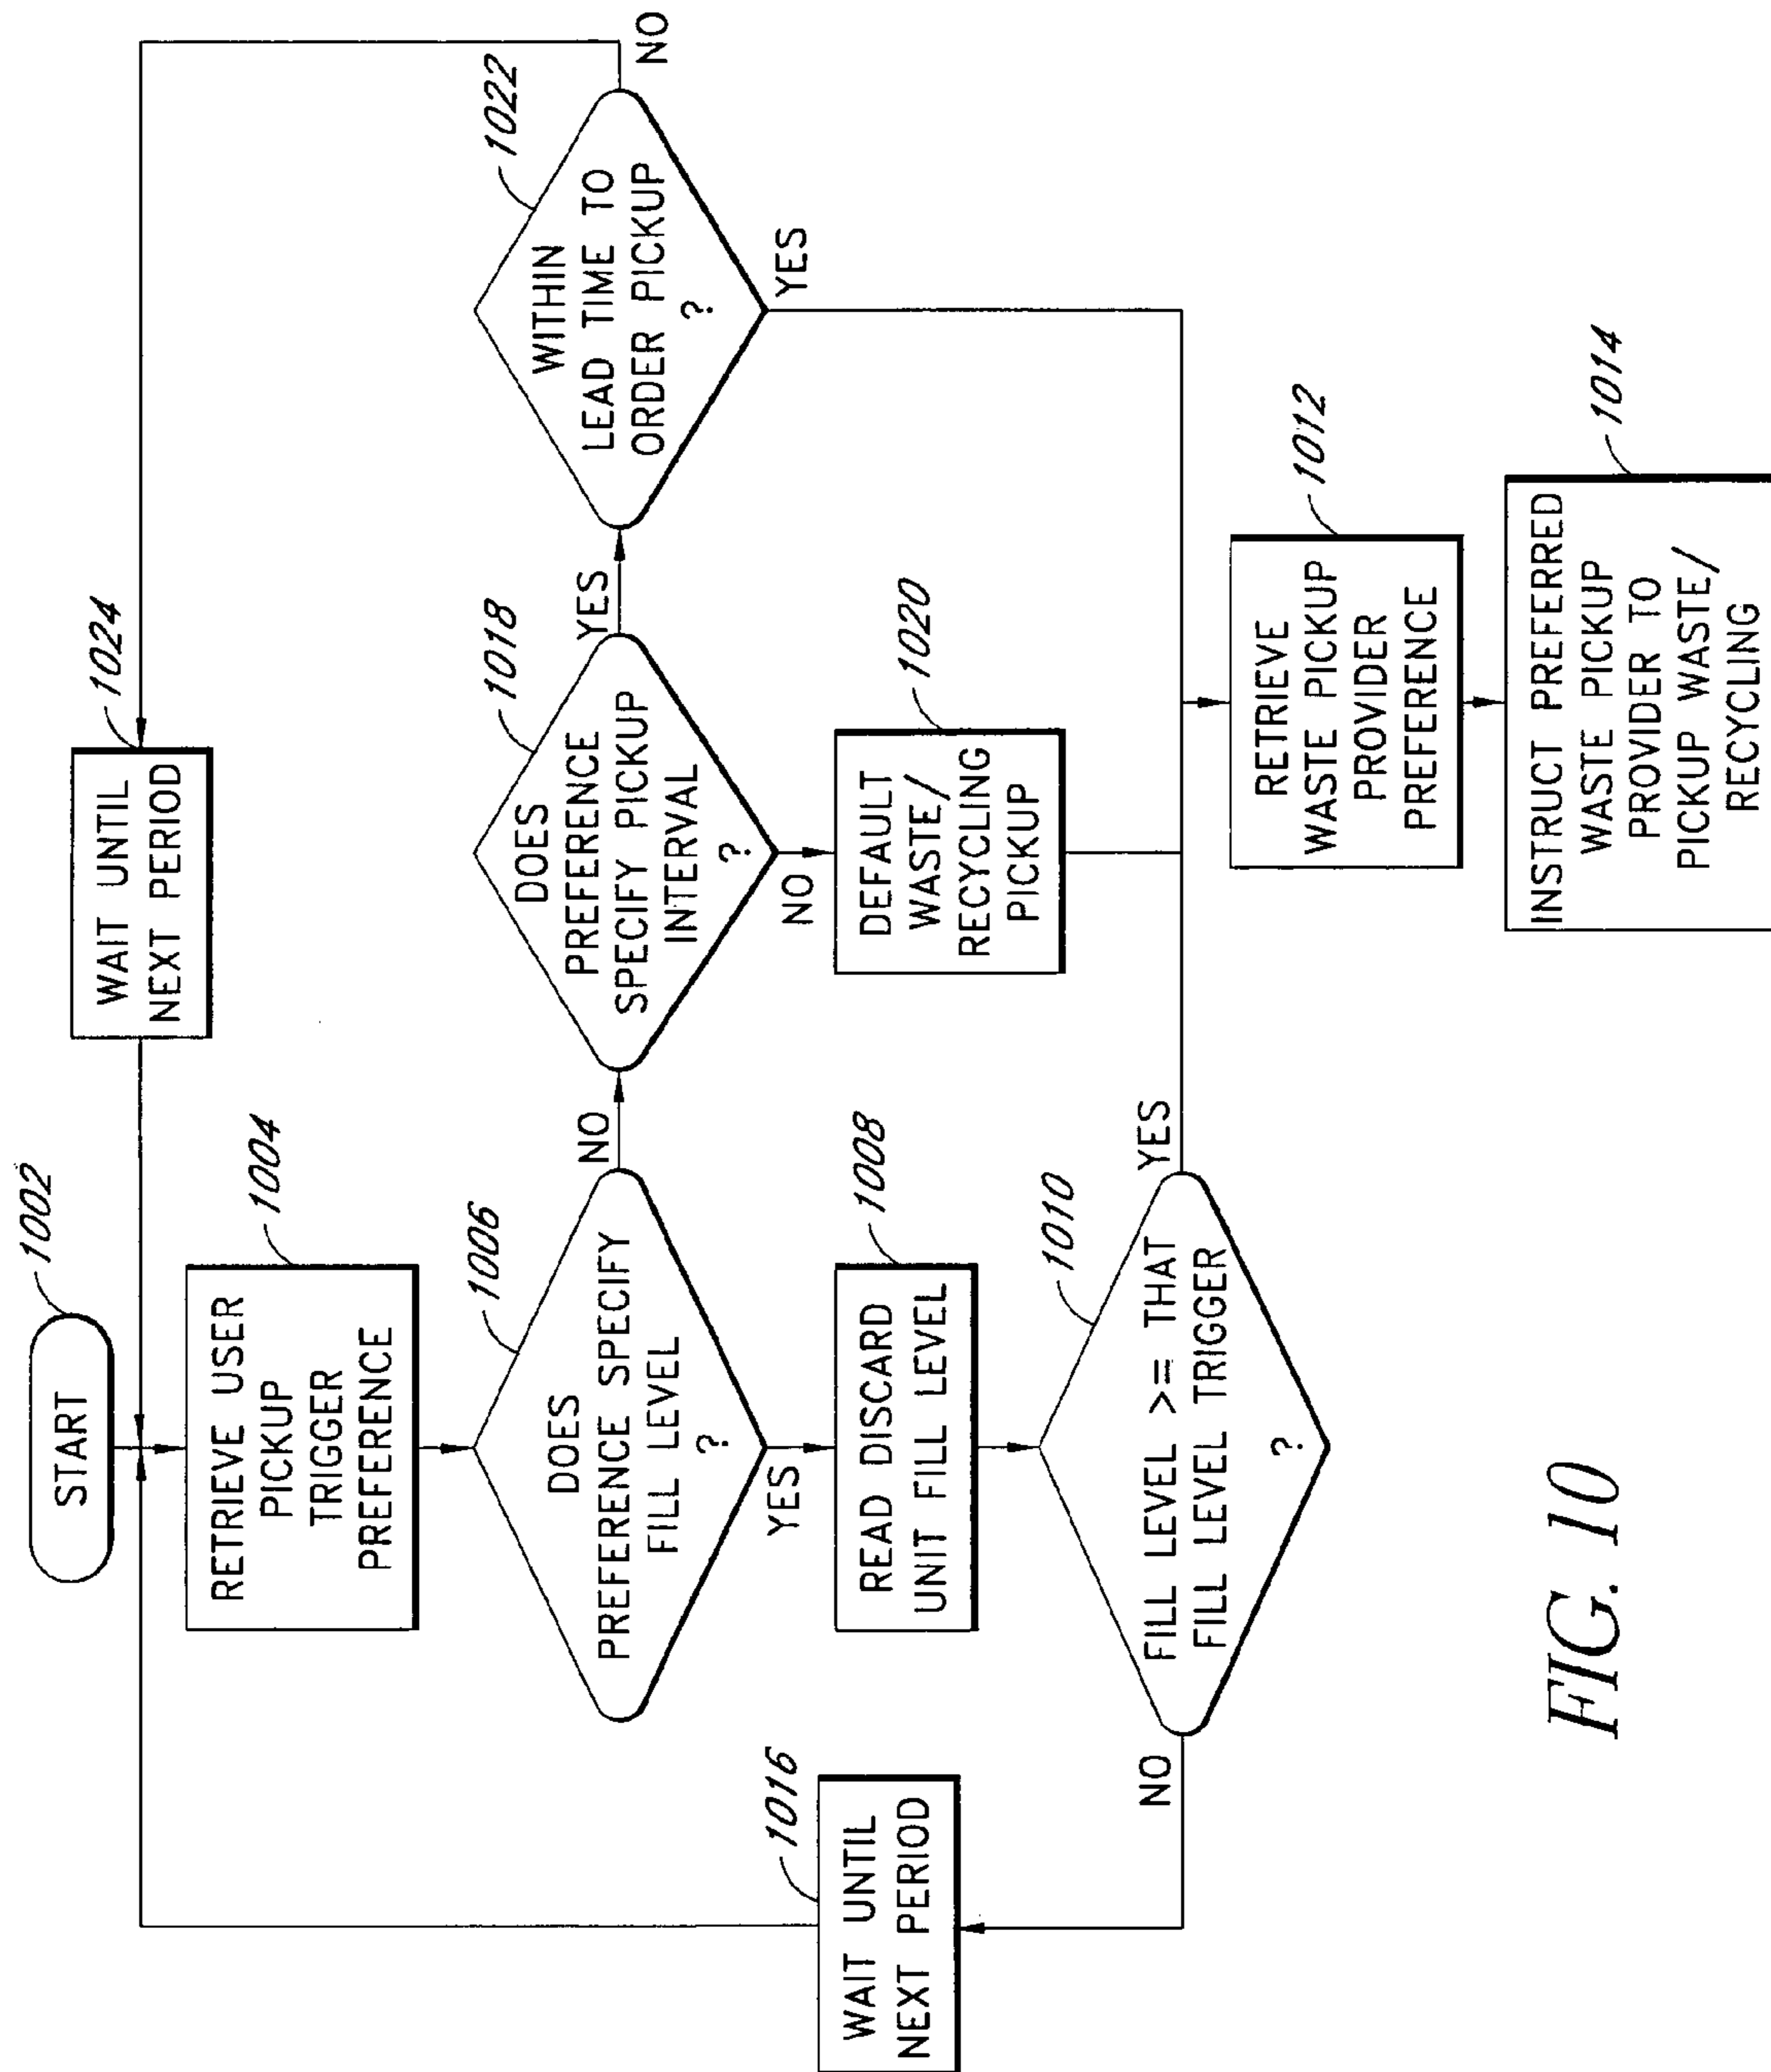 START
1002
RETRIEVE USER
PICKUP
TRIGGER
PREFERENCE
1004
DOES
PREFERENCE SPECIFY
FILL LEVEL
?
1006
NO
YES
READ DISCARD
UNIT FILL LEVEL
1008
FILL LEVEL >= THAT
FILL LEVEL TRIGGER
?
1010
NO
YES
WAIT UNTIL
NEXT PERIOD
1016
WAIT UNTIL
NEXT PERIOD
1024
DOES
PREFERENCE
SPECIFY PICKUP
INTERVAL
?
1018
YES
NO
DEFAULT
WASTE/
RECYCLING
PICKUP
1020
WITHIN
LEAD TIME TO
ORDER PICKUP
?
1022
NO
YES
RETRIEVE
WASTE PICKUP
PROVIDER
PREFERENCE
1012
INSTRUCT PREFERRED
WASTE PICKUP
PROVIDER TO
PICKUP WASTE/
RECYCLING
1014
FIG. 10